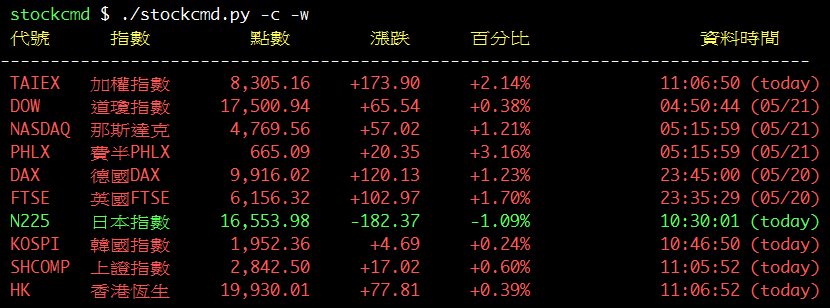 stockcmd $ ./stockcmd.py -c -w
代號 指數 點數 漲跌 百分比 資料時間
--------------------------------------------------------------------------------
TAIEX 加權指數 8,305.16 +173.90 +2.14% 11:06:50 (today)
DOW 道瓊指數 17,500.94 +65.54 +0.38% 04:50:44 (05/21)
NASDAQ 那斯達克 4,769.56 +57.02 +1.21% 05:15:59 (05/21)
PHLX 費半PHLX 665.09 +20.35 +3.16% 05:15:59 (05/21)
DAX 德國DAX 9,916.02 +120.13 +1.23% 23:45:00 (05/20)
FTSE 英國FTSE 6,156.32 +102.97 +1.70% 23:35:29 (05/20)
N225 日本指數 16,553.98 -182.37 -1.09% 10:30:01 (today)
KOSPI 韓國指數 1,952.36 +4.69 +0.24% 10:46:50 (today)
SHCOMP 上證指數 2,842.50 +17.02 +0.60% 11:05:52 (today)
HK 香港恆生 19,930.01 +77.81 +0.39% 11:06:52 (today)